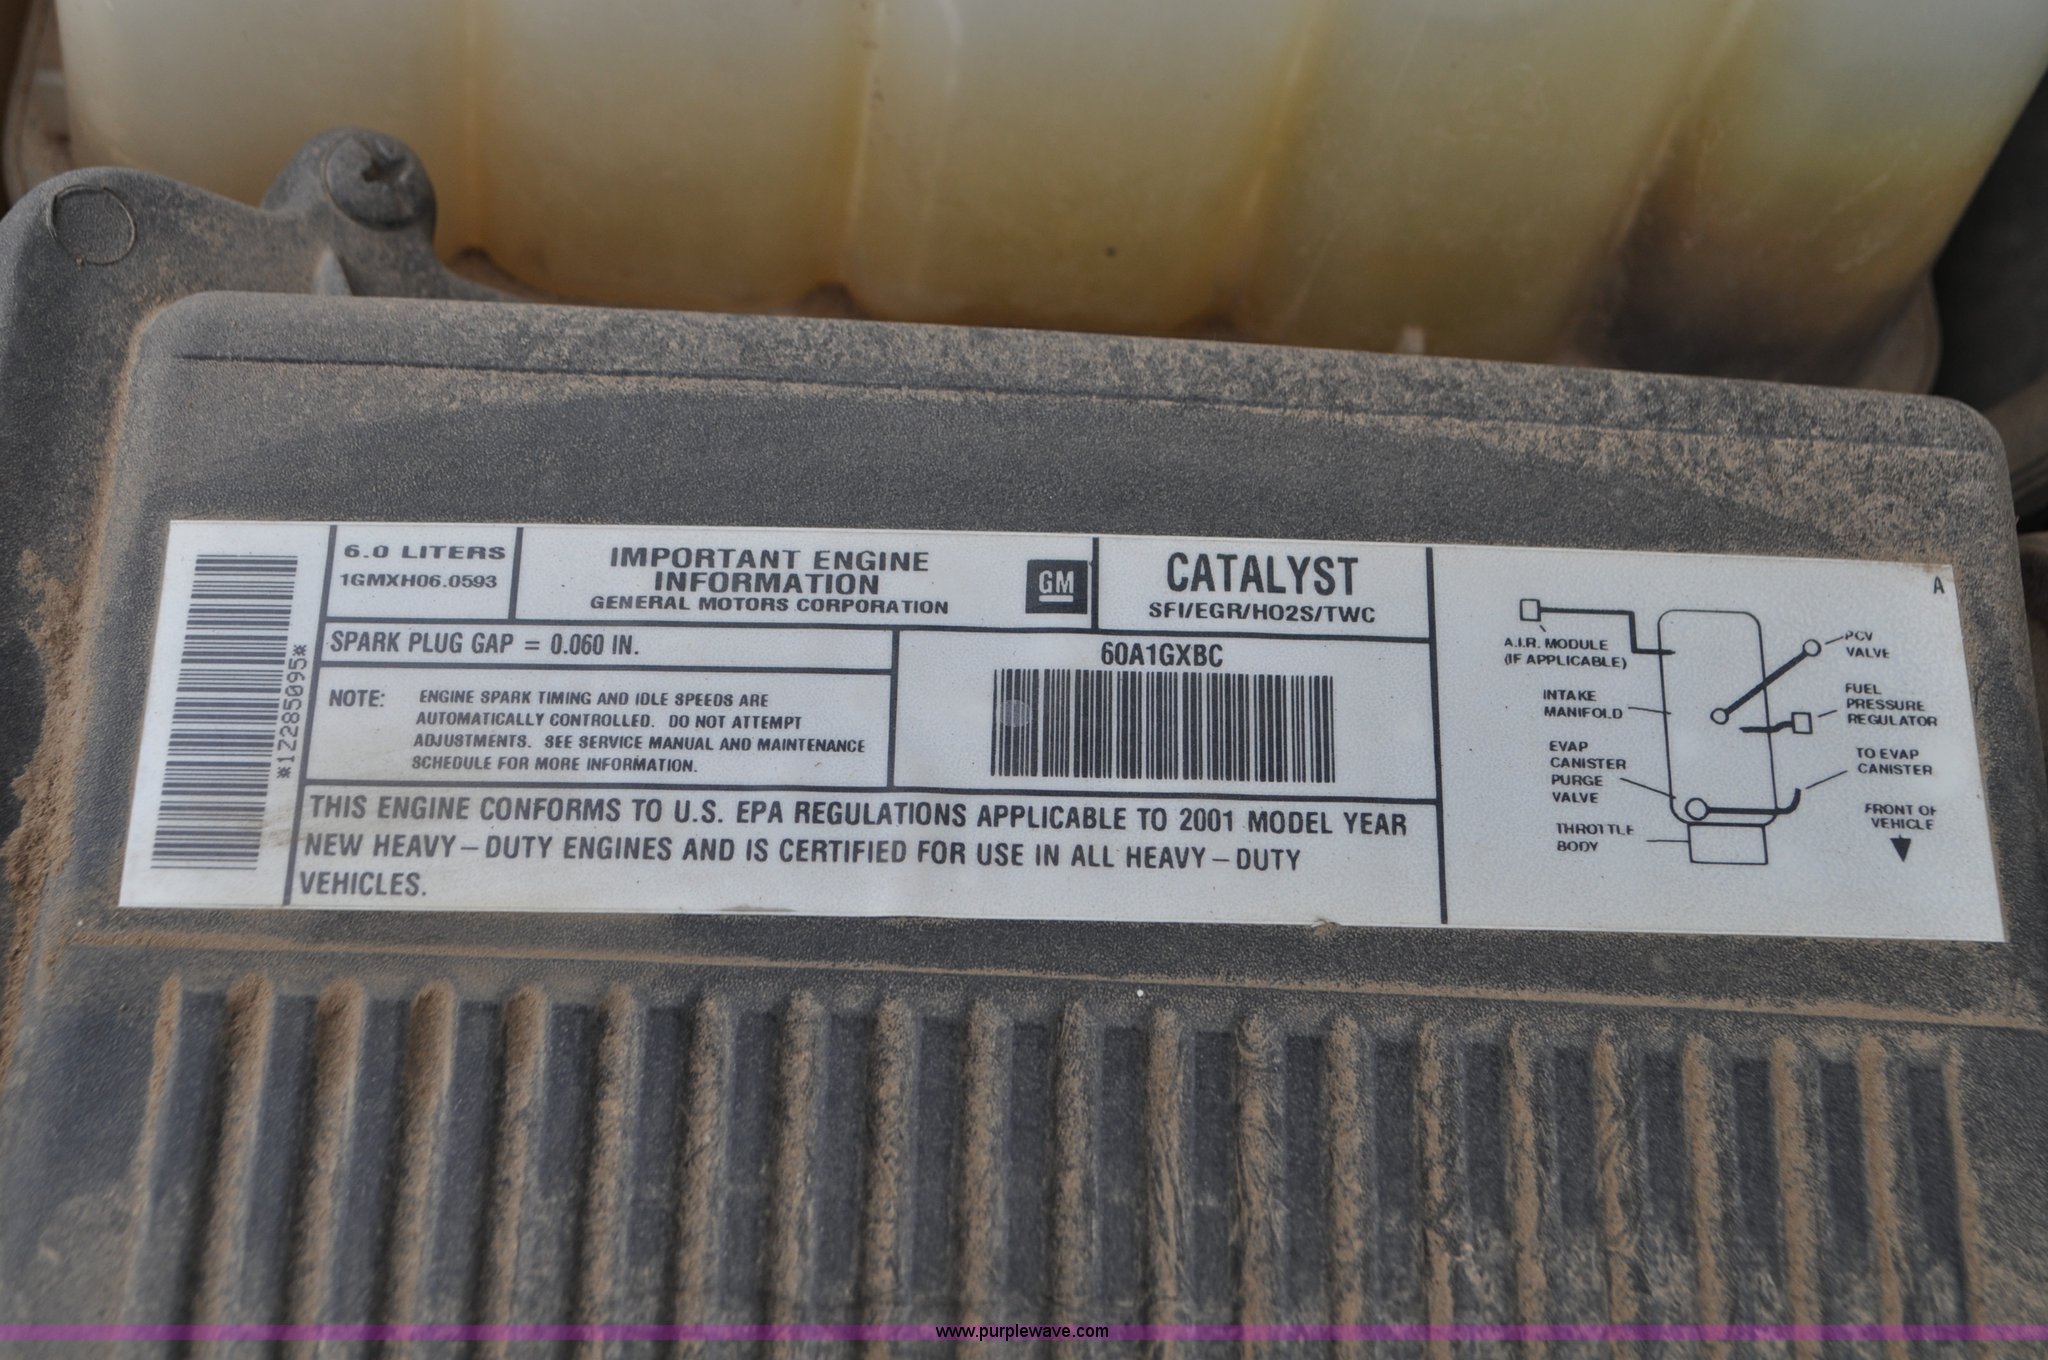 *1Z285095*
6.0 LITERS
1GMXH06.0593
IMPORTANT ENGINE
INFORMATION
GENERAL MOTORS CORPORATION
GM
CATALYST
SFI/EGR/HO2S/TWC
SPARK PLUG GAP = 0.060 IN.
NOTE: ENGINE SPARK TIMING AND IDLE SPEEDS ARE
AUTOMATICALLY CONTROLLED. DO NOT ATTEMPT
ADJUSTMENTS. SEE SERVICE MANUAL AND MAINTENANCE
SCHEDULE FOR MORE INFORMATION.
60A1GXBC
THIS ENGINE CONFORMS TO U.S. EPA REGULATIONS APPLICABLE TO 2001 MODEL YEAR
NEW HEAVY-DUTY ENGINES AND IS CERTIFIED FOR USE IN ALL HEAVY-DUTY
VEHICLES.
A
A.I.R. MODULE
(IF APPLICABLE)
INTAKE
MANIFOLD
EVAP
CANISTER
PURGE
VALVE
THROTTLE
BODY
PCV
VALVE
FUEL
PRESSURE
REGULATOR
TO EVAP
CANISTER
FRONT OF
VEHICLE
www.purplewave.com